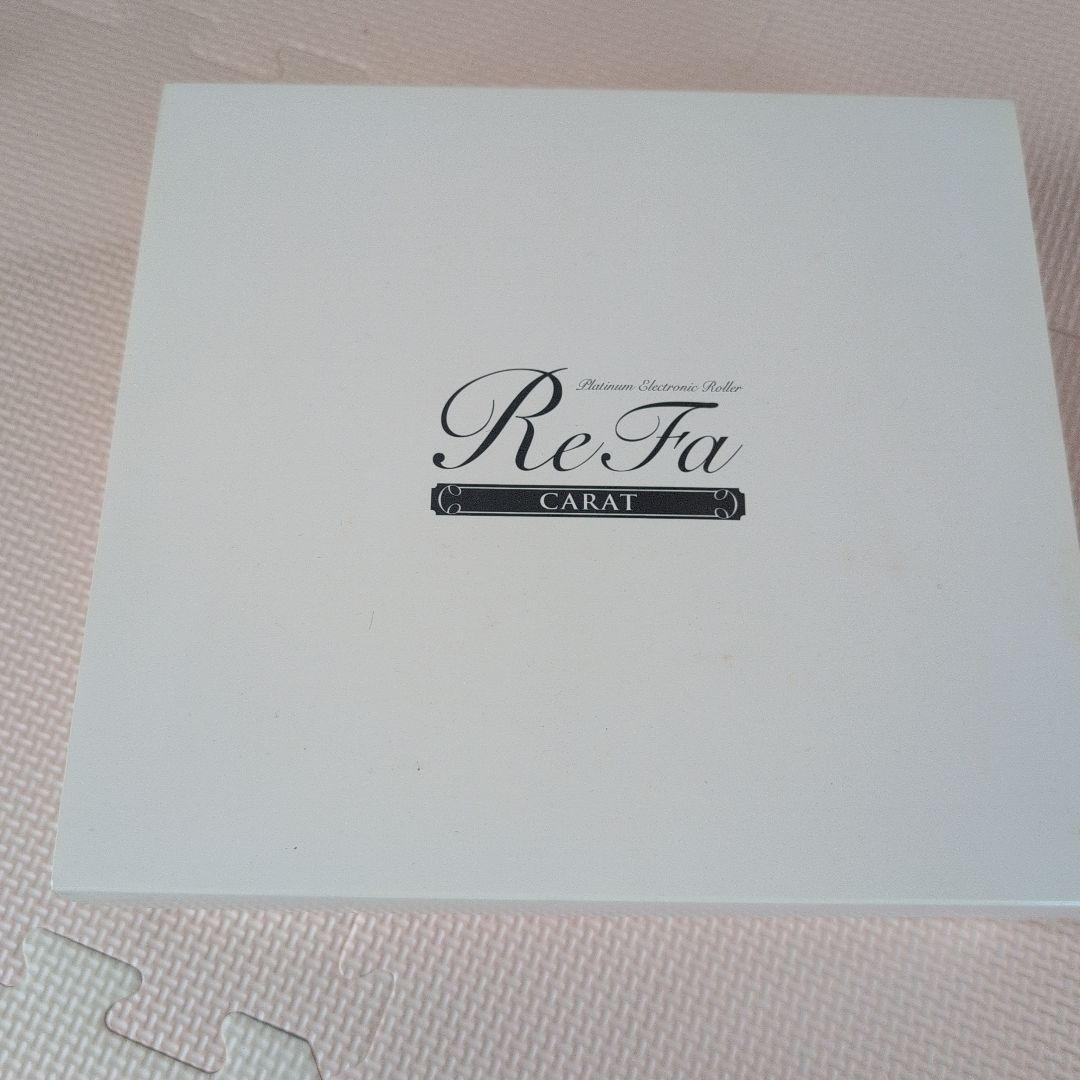 Platinum Electronic Roller
ReFa
CARAT